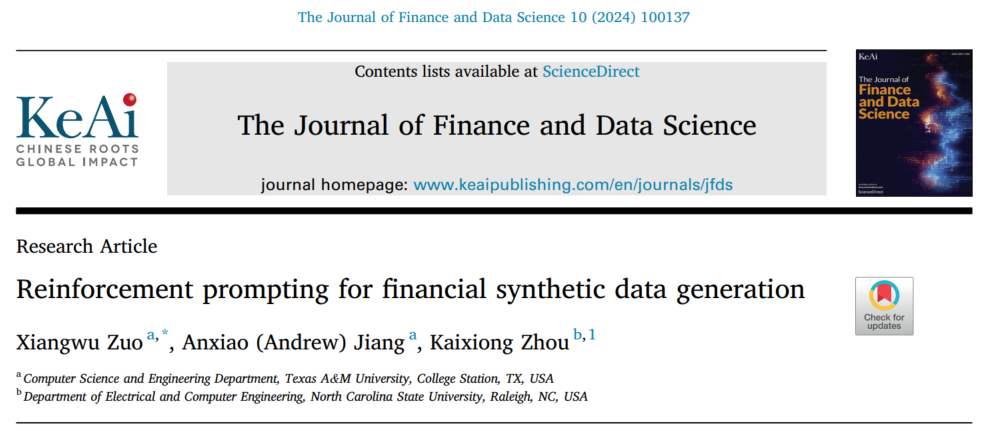 The Journal of Finance and Data Science 10 (2024) 100137
Contents lists available at ScienceDirect
The Journal of Finance and Data Science
journal homepage: www.keaipublishing.com/en/journals/jfds
KeAi
CHINESE ROOTS
GLOBAL IMPACT
KeAi
The Journal of
Finance
and Data
Science
ScienceDirect
Research Article
Reinforcement prompting for financial synthetic data generation
Check for
updates
Xiangwu Zuo a,*, Anxiao (Andrew) Jiang a, Kaixiong Zhou b,1
a Computer Science and Engineering Department, Texas A&M University, College Station, TX, USA
b Department of Electrical and Computer Engineering, North Carolina State University, Raleigh, NC, USA